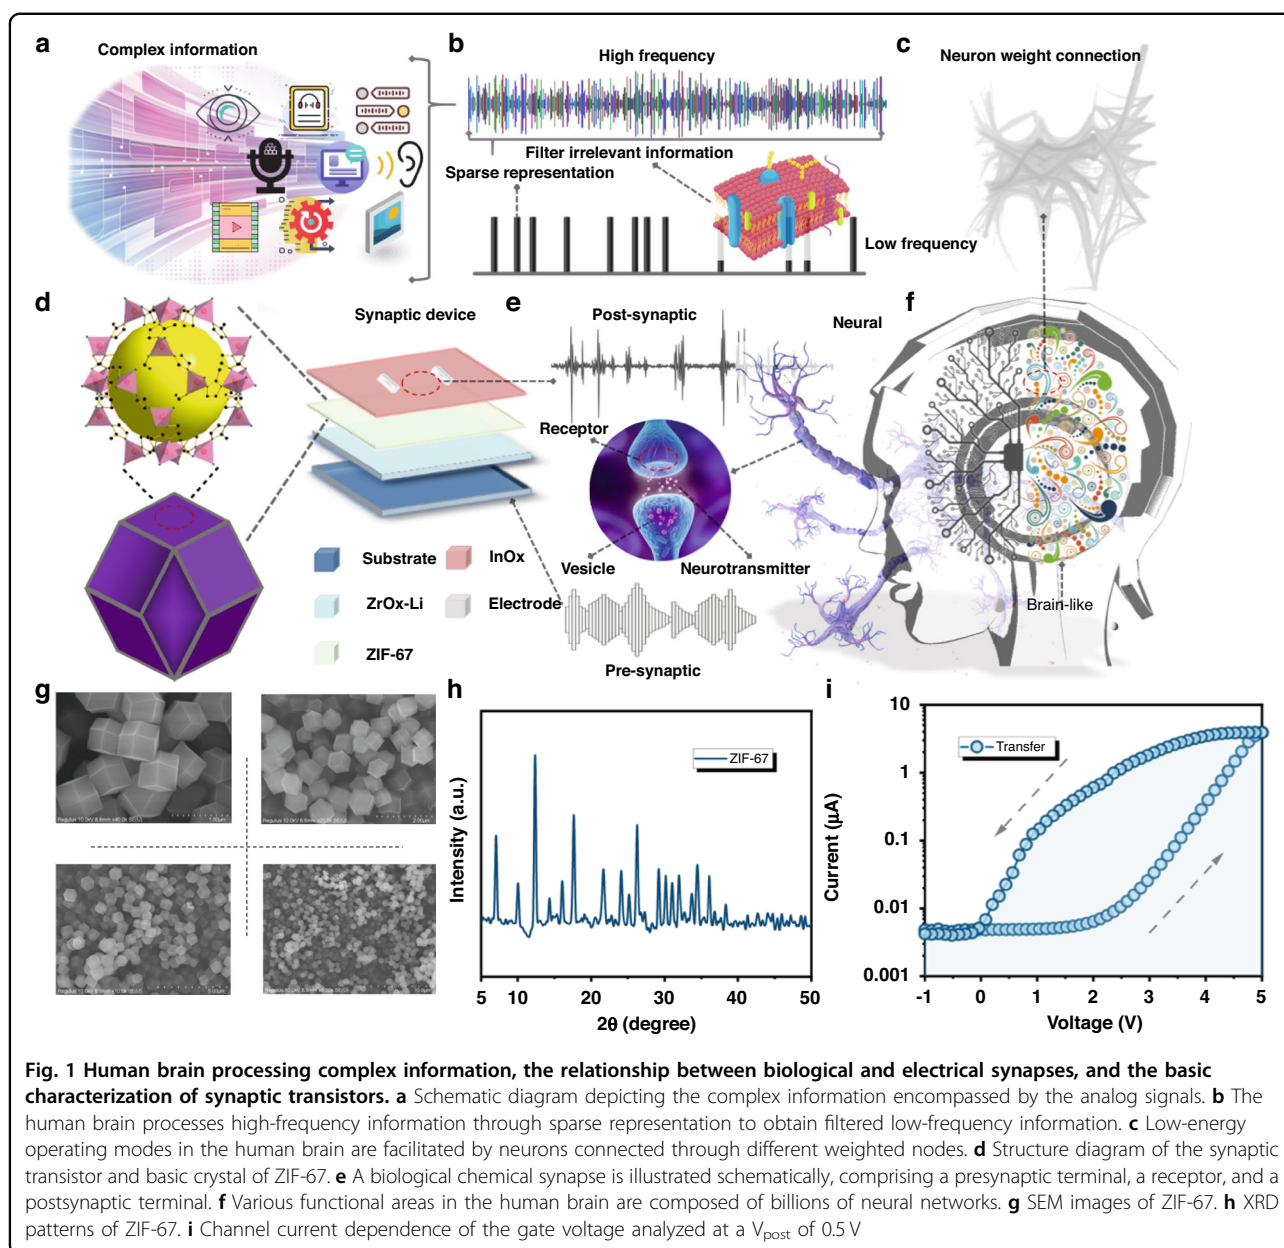 a
Complex information
b
High frequency
Filter irrelevant information
Sparse representation
Low frequency
c
Neuron weight connection
d
Synaptic device
Substrate
InOx
ZrOx-Li
Electrode
ZIF-67
e
Post-synaptic
Neural
Receptor
Vesicle
Neurotransmitter
Pre-synaptic
f
Brain-like
g
h
ZIF-67
Intensity (a.u.)
5
10
20
30
40
50
2θ (degree)
i
Transfer
Current (μA)
10
1
0.1
0.01
0.001
-1
0
1
2
3
4
5
Voltage (V)
Fig. 1 Human brain processing complex information, the relationship between biological and electrical synapses, and the basic
characterization of synaptic transistors. a Schematic diagram depicting the complex information encompassed by the analog signals. b The
human brain processes high-frequency information through sparse representation to obtain filtered low-frequency information. c Low-energy
operating modes in the human brain are facilitated by neurons connected through different weighted nodes. d Structure diagram of the synaptic
transistor and basic crystal of ZIF-67. e A biological chemical synapse is illustrated schematically, comprising a presynaptic terminal, a receptor, and a
postsynaptic terminal. f Various functional areas in the human brain are composed of billions of neural networks. g SEM images of ZIF-67. h XRD
patterns of ZIF-67. i Channel current dependence of the gate voltage analyzed at a Vpost of 0.5 V